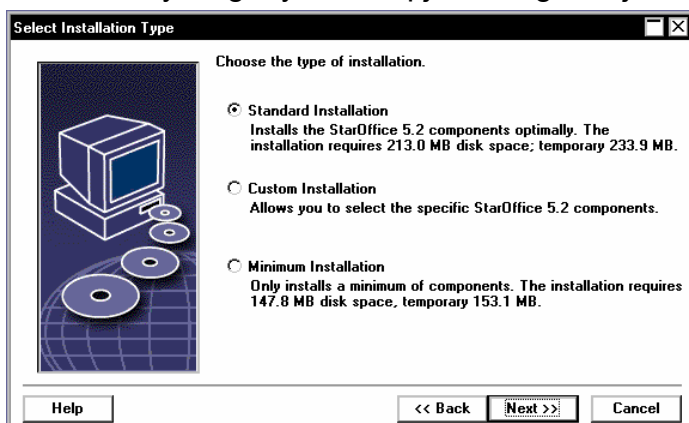 Select Installation Type
Choose the type of installation.
Standard Installation
Installs the StarOffice 5.2 components optimally. The
installation requires 213.0 MB disk space; temporary 233.9 MB.
Custom Installation
Allows you to select the specific StarOffice 5.2 components.
Minimum Installation
Only installs a minimum of components. The installation requires
147.8 MB disk space, temporary 153.1 MB.
Help
<< Back
Next >>
Cancel